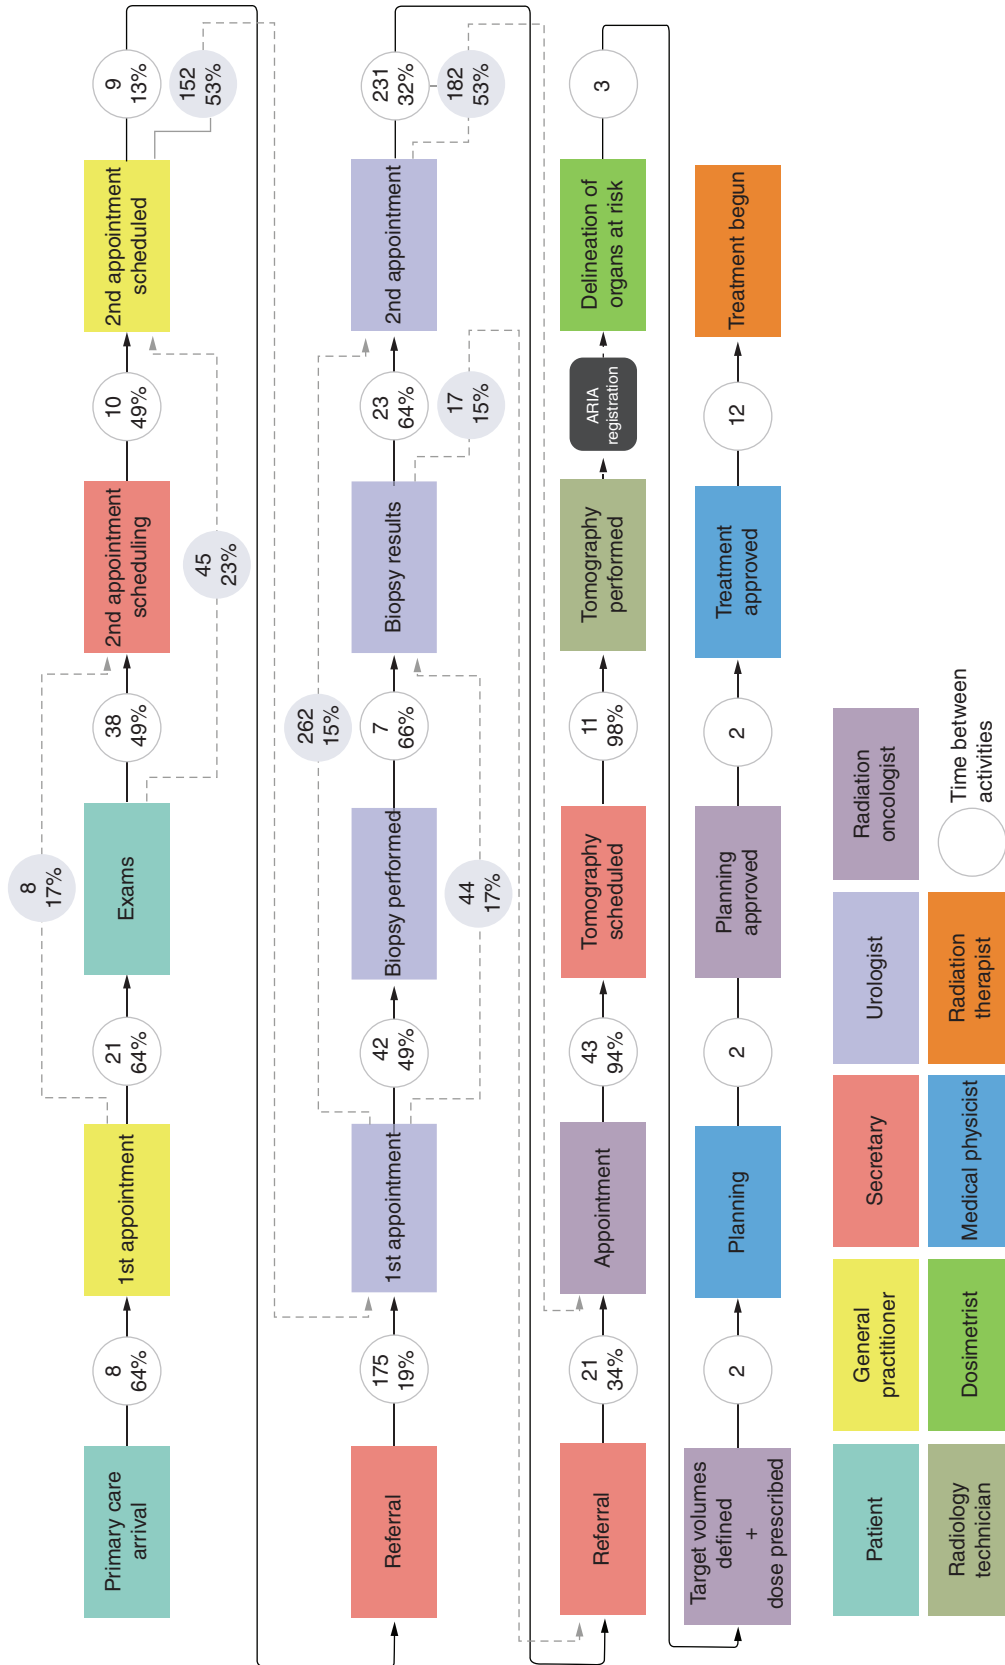 Primary care
arrival
8
64%
1st appointment
21
64%
Exams
38
49%
2nd appointment
scheduling
10
49%
2nd appointment
scheduled
9
13%
8
17%
45
23%
152
53%
Referral
175
19%
1st appointment
42
49%
Biopsy performed
7
66%
Biopsy results
23
64%
2nd appointment
231
32%
262
15%
44
17%
17
15%
182
53%
Referral
21
34%
Appointment
43
94%
Tomography
scheduled
11
98%
Tomography
performed
ARIA
registration
Delineation of
organs at risk
3
Target volumes
defined
+
dose prescribed
2
Planning
2
Planning
approved
2
Treatment
approved
12
Treatment begun
Patient
General
practitioner
Secretary
Urologist
Radiation
oncologist
Radiology
technician
Dosimetrist
Medical physicist
Radiation
therapist
Time between
activities